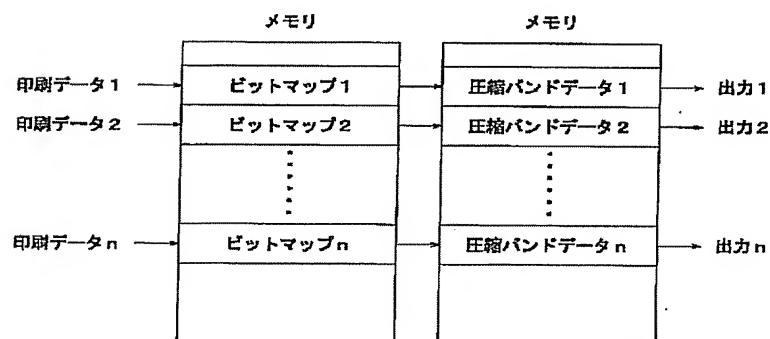 メモリ メモリ
印刷データ1 ビットマップ1 圧縮バンドデータ1 出力1
印刷データ2 ビットマップ2 圧縮バンドデータ2 出力2
印刷データn ビットマップn 圧縮バンドデータn 出力n